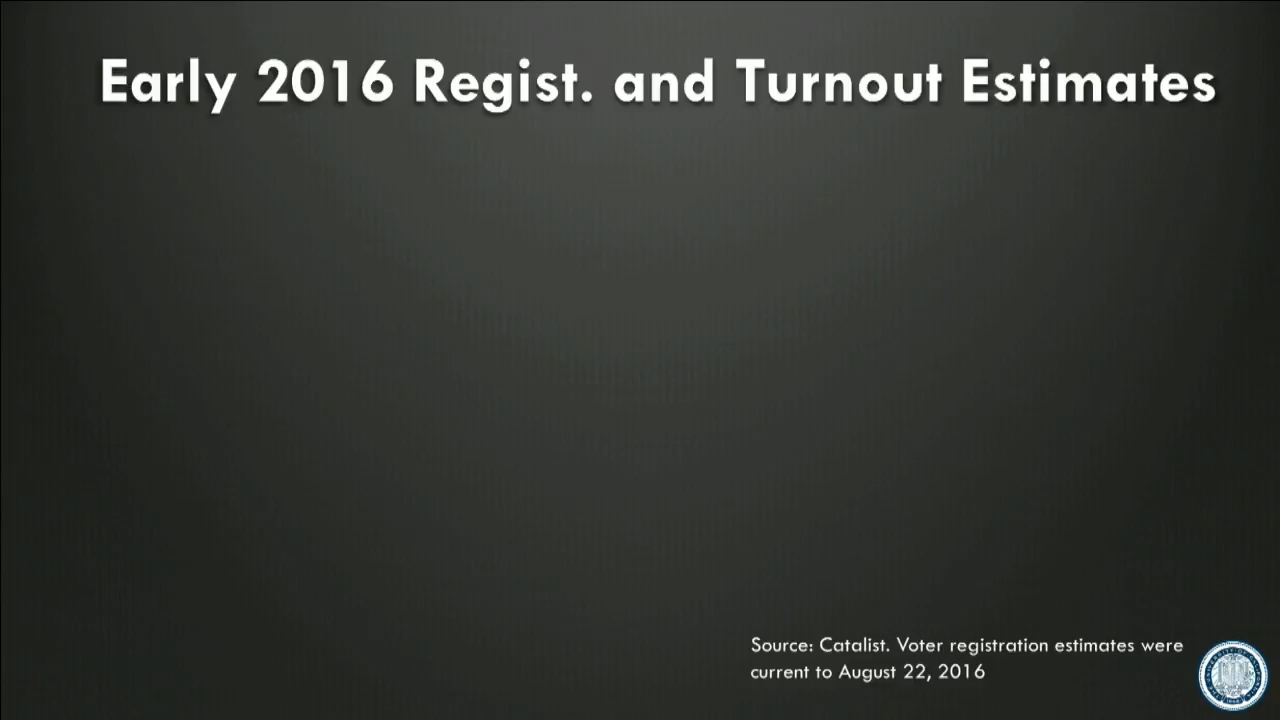 Early 2016 Regist. and Turnout Estimates
Source: Catalist. Voter registration estimates were
current to August 22, 2016